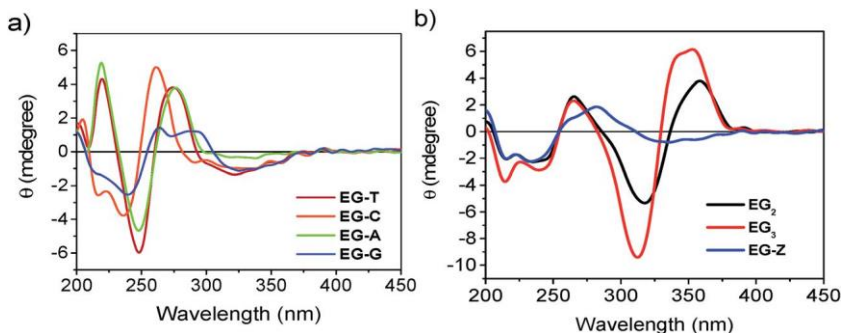 a)
θ (mdegree)
6
4
2
0
-2
-4
-6
EG-T
EG-C
EG-A
EG-G
200 250 300 350 400 450
Wavelength (nm)
b)
θ (mdegree)
6
4
2
0
-2
-4
-6
-8
-10
EG₂
EG₃
EG-Z
200 250 300 350 400 450
Wavelength (nm)